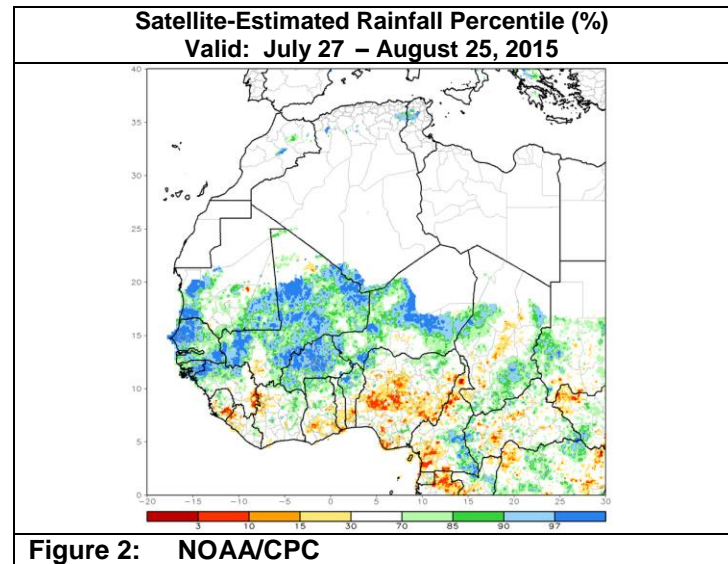 Satellite-Estimated Rainfall Percentile (%)
Valid: July 27 – August 25, 2015
40
35
30
25
20
15
10
5
0
−20 −15 −10 −5 0 5 10 15 20 25 30
3 10 15 30 70 85 90 97
Figure 2: NOAA/CPC